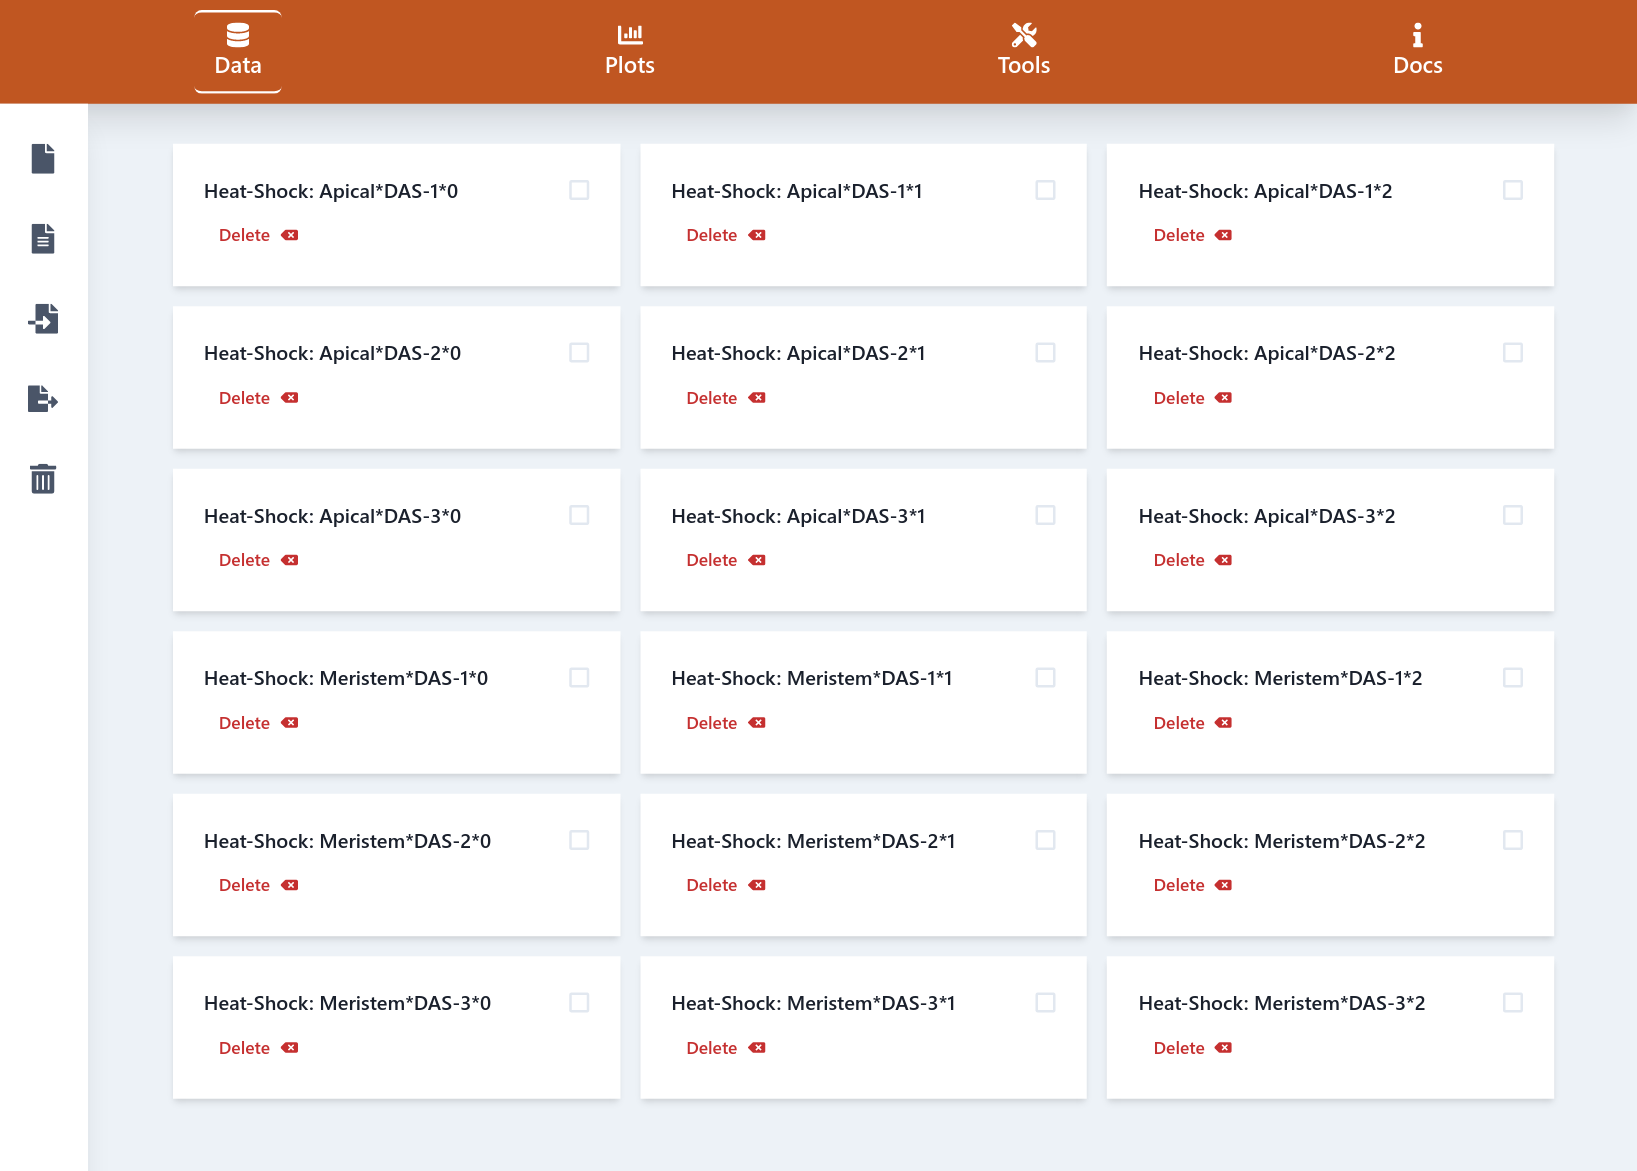 Data
Plots
Tools
Docs
Heat-Shock: Apical*DAS-1*0
Delete
Heat-Shock: Apical*DAS-1*1
Delete
Heat-Shock: Apical*DAS-1*2
Delete
Heat-Shock: Apical*DAS-2*0
Delete
Heat-Shock: Apical*DAS-2*1
Delete
Heat-Shock: Apical*DAS-2*2
Delete
Heat-Shock: Apical*DAS-3*0
Delete
Heat-Shock: Apical*DAS-3*1
Delete
Heat-Shock: Apical*DAS-3*2
Delete
Heat-Shock: Meristem*DAS-1*0
Delete
Heat-Shock: Meristem*DAS-1*1
Delete
Heat-Shock: Meristem*DAS-1*2
Delete
Heat-Shock: Meristem*DAS-2*0
Delete
Heat-Shock: Meristem*DAS-2*1
Delete
Heat-Shock: Meristem*DAS-2*2
Delete
Heat-Shock: Meristem*DAS-3*0
Delete
Heat-Shock: Meristem*DAS-3*1
Delete
Heat-Shock: Meristem*DAS-3*2
Delete